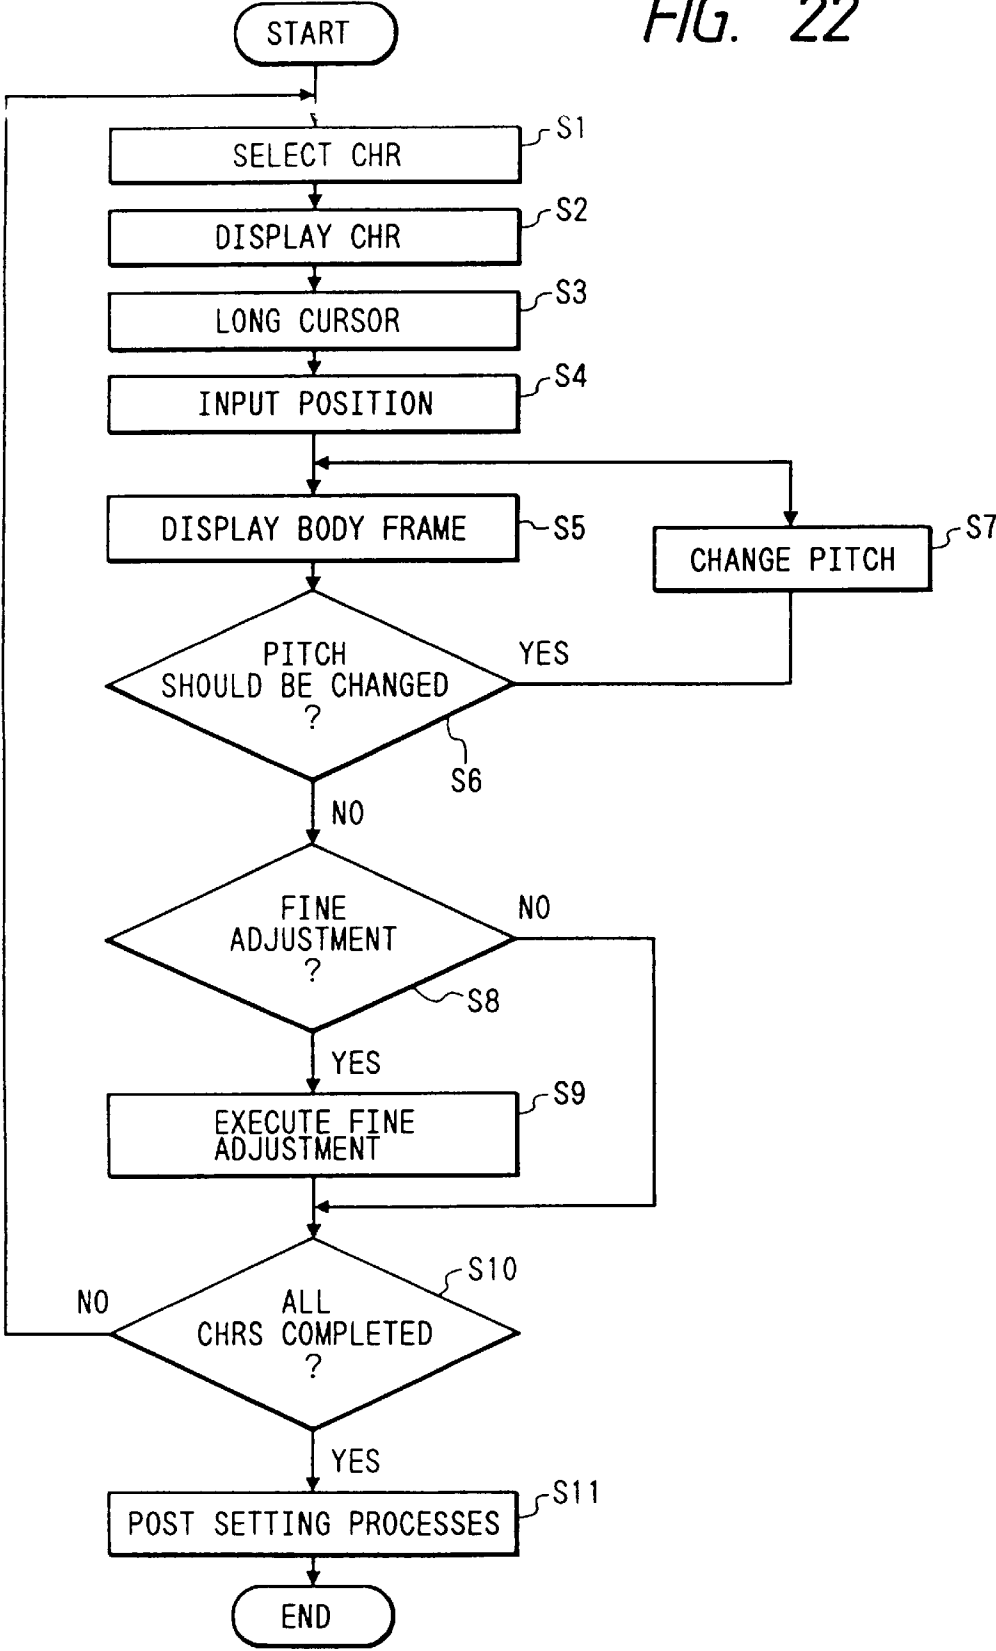 FIG. 22
START
S1
SELECT CHR
S2
DISPLAY CHR
S3
LONG CURSOR
S4
INPUT POSITION
DISPLAY BODY FRAME
S5
S7
CHANGE PITCH
PITCH
SHOULD BE CHANGED
?
YES
S6
NO
FINE
ADJUSTMENT
?
NO
S8
YES
S9
EXECUTE FINE
ADJUSTMENT
S10
NO
ALL
CHRS COMPLETED
?
YES
S11
POST SETTING PROCESSES
END